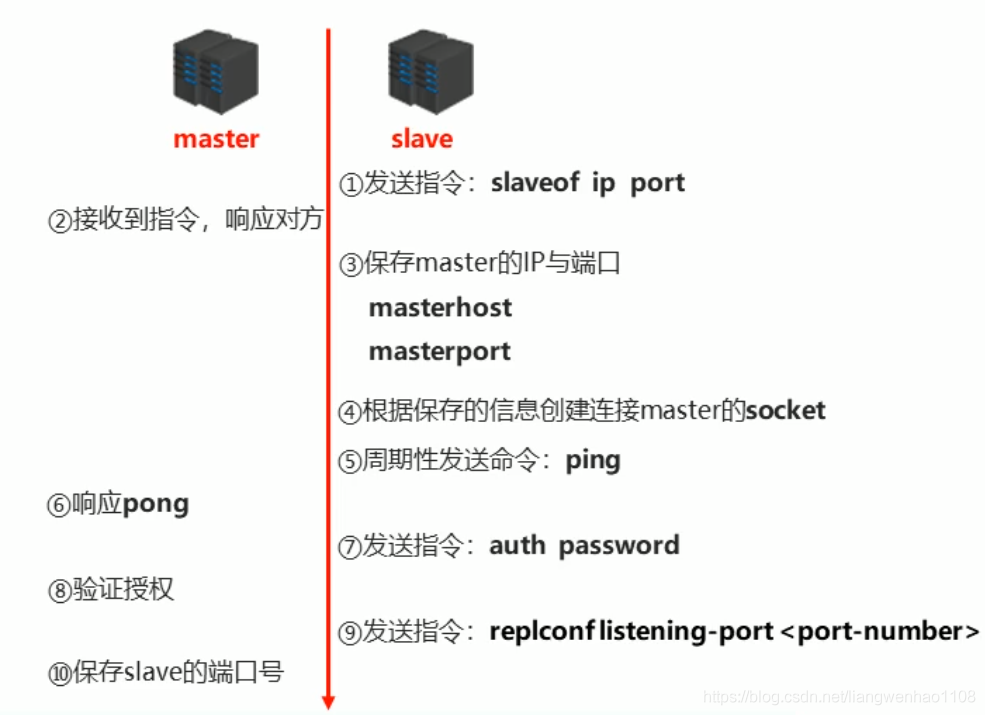 master
slave
①发送指令：slaveof ip port
②接收到指令，响应对方
③保存master的IP与端口
masterhost
masterport
④根据保存的信息创建连接master的socket
⑤周期性发送命令：ping
⑥响应pong
⑦发送指令：auth password
⑧验证授权
⑨发送指令：replconf listening-port <port-number>
⑩保存slave的端口号
https://blog.csdn.net/liangwenhao1108